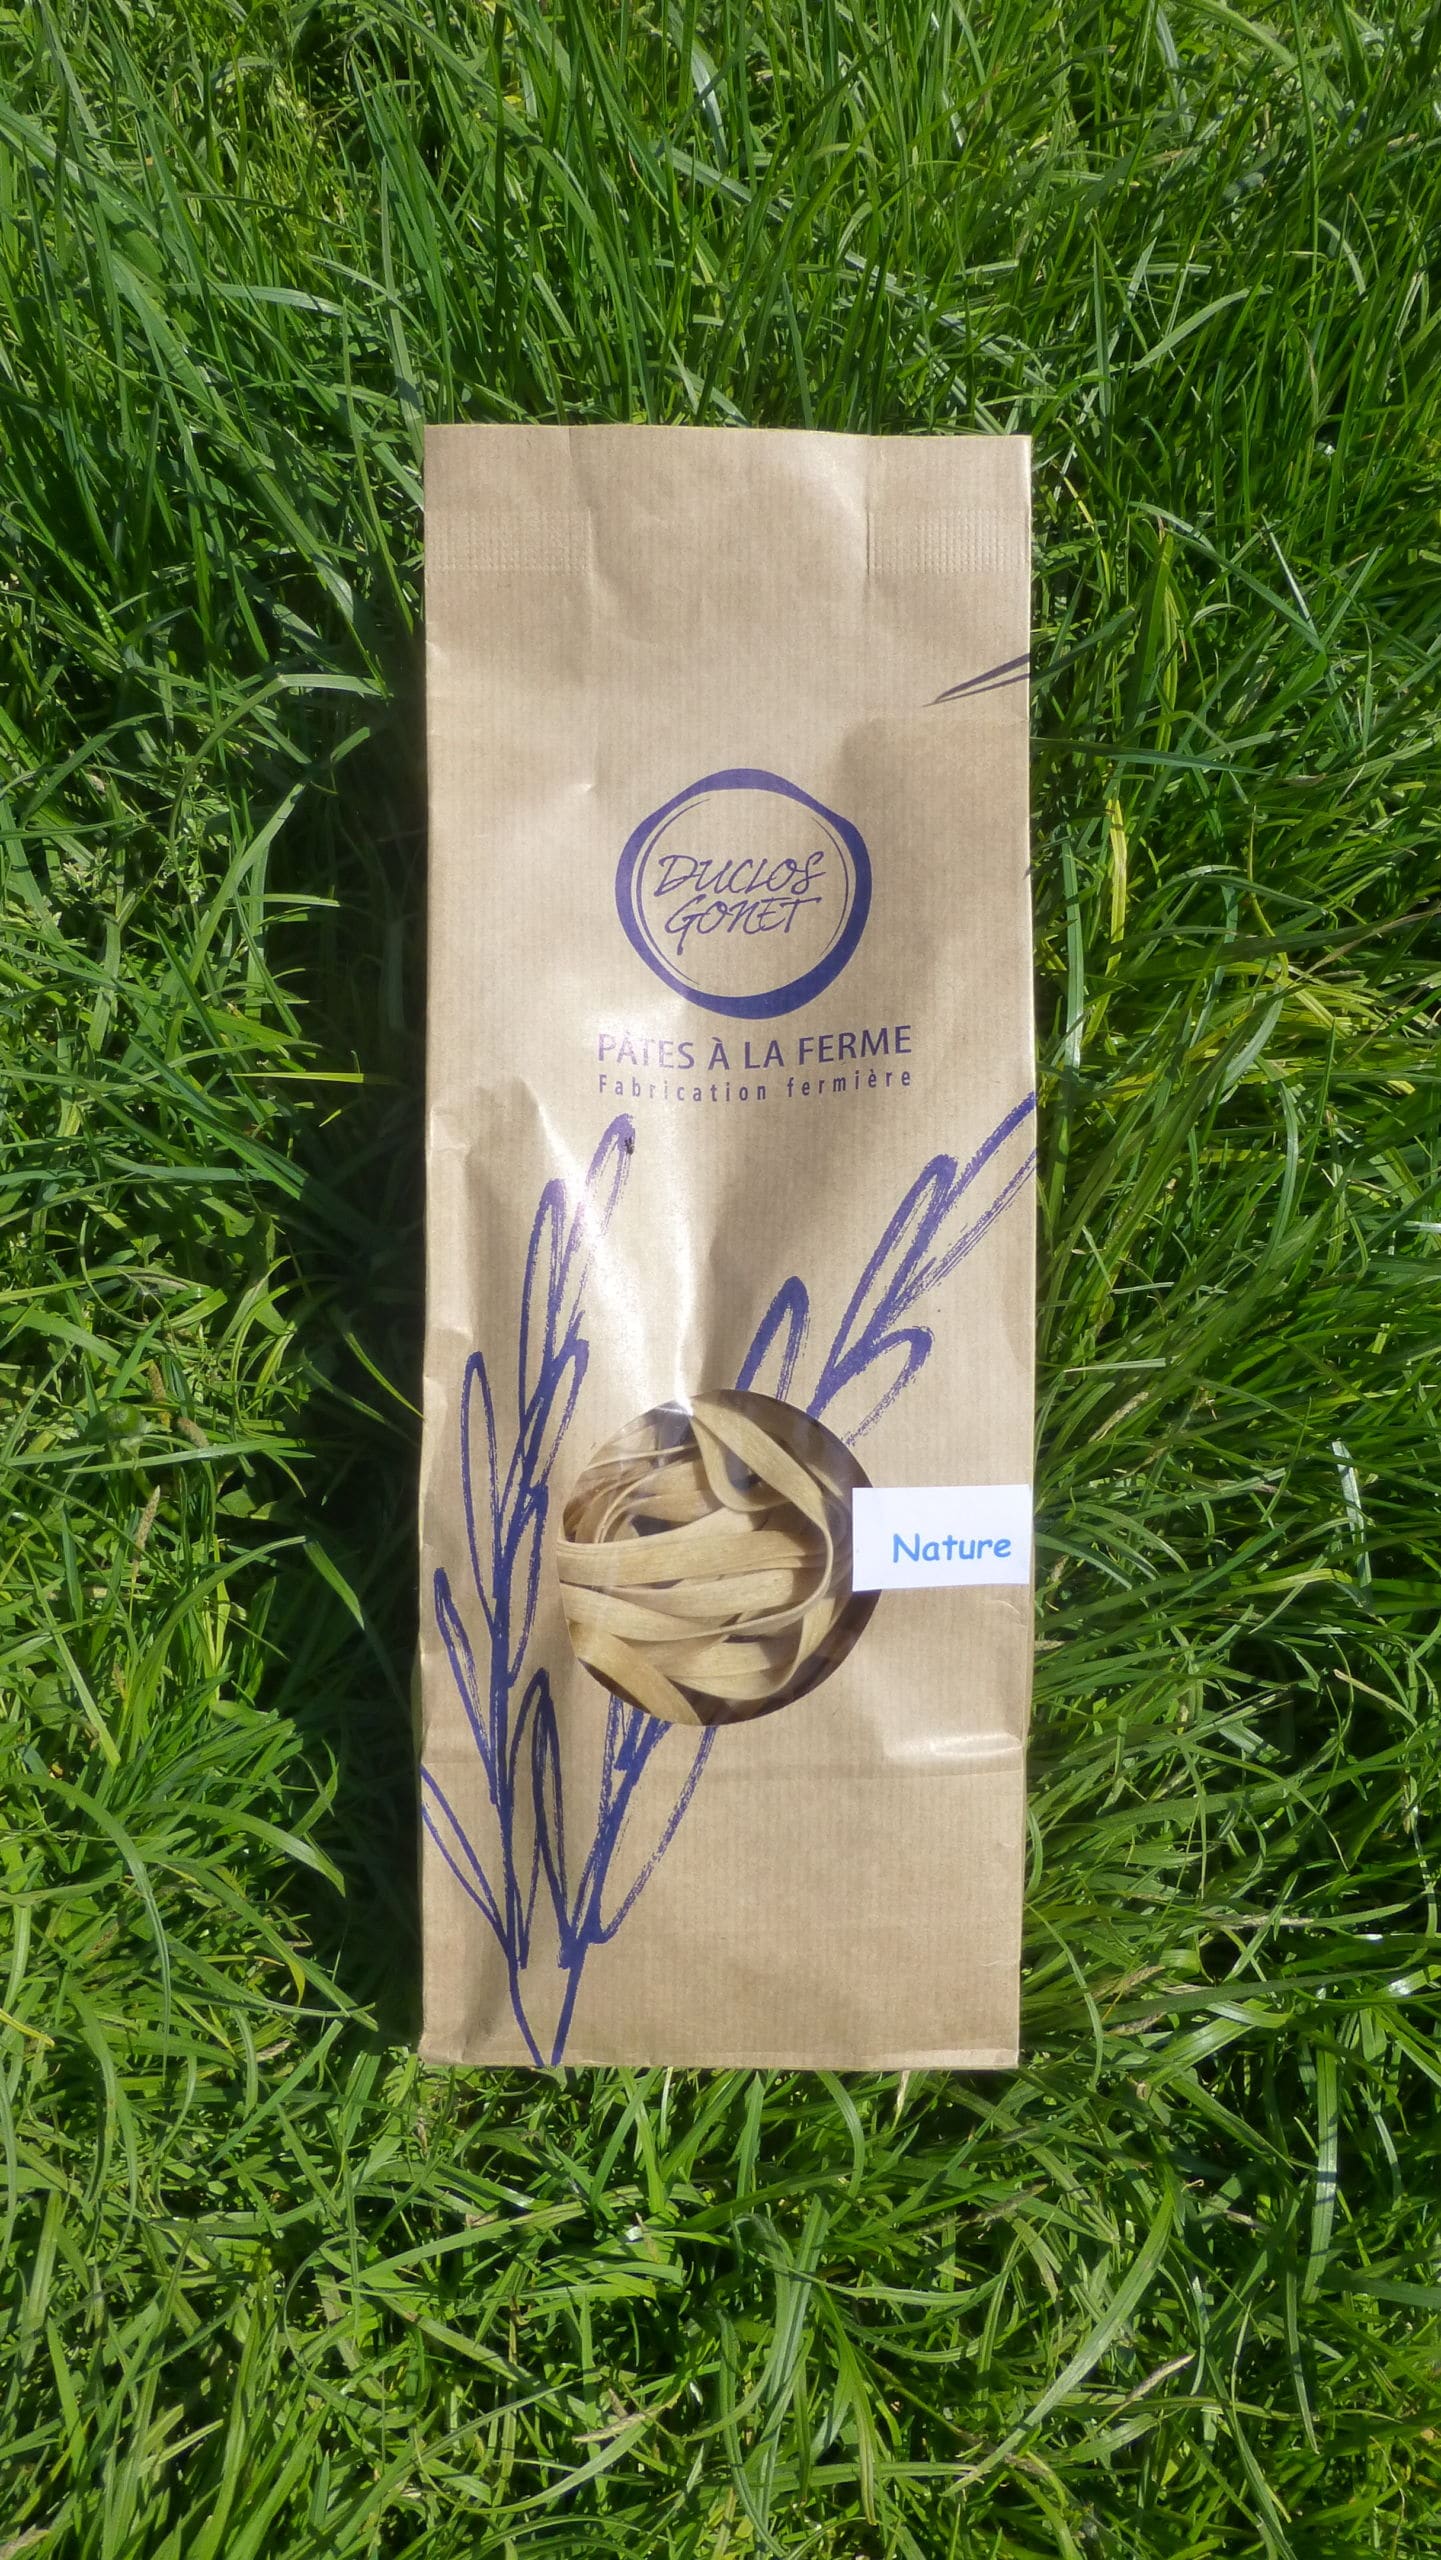 DUCLOS
GONET
PÂTES À LA FERME
Fabrication fermière
Nature